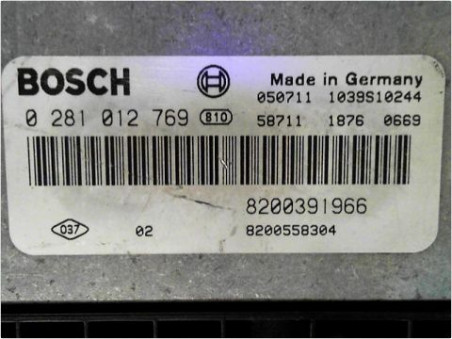 BOSCH
Made in Germany
050711 1039S10244
0 281 012 769 810
58711 1876 0669
8200391966
037 02 8200558304